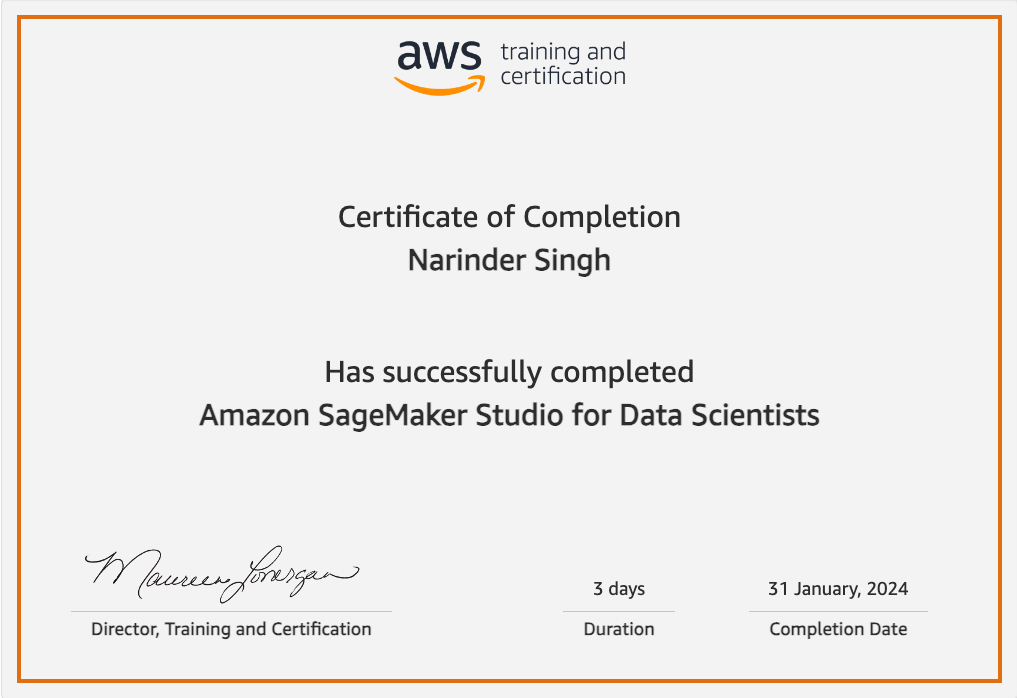 aws training and
certification
Certificate of Completion
Narinder Singh
Has successfully completed
Amazon SageMaker Studio for Data Scientists
Maureen Lonergan
Director, Training and Certification
3 days
Duration
31 January, 2024
Completion Date